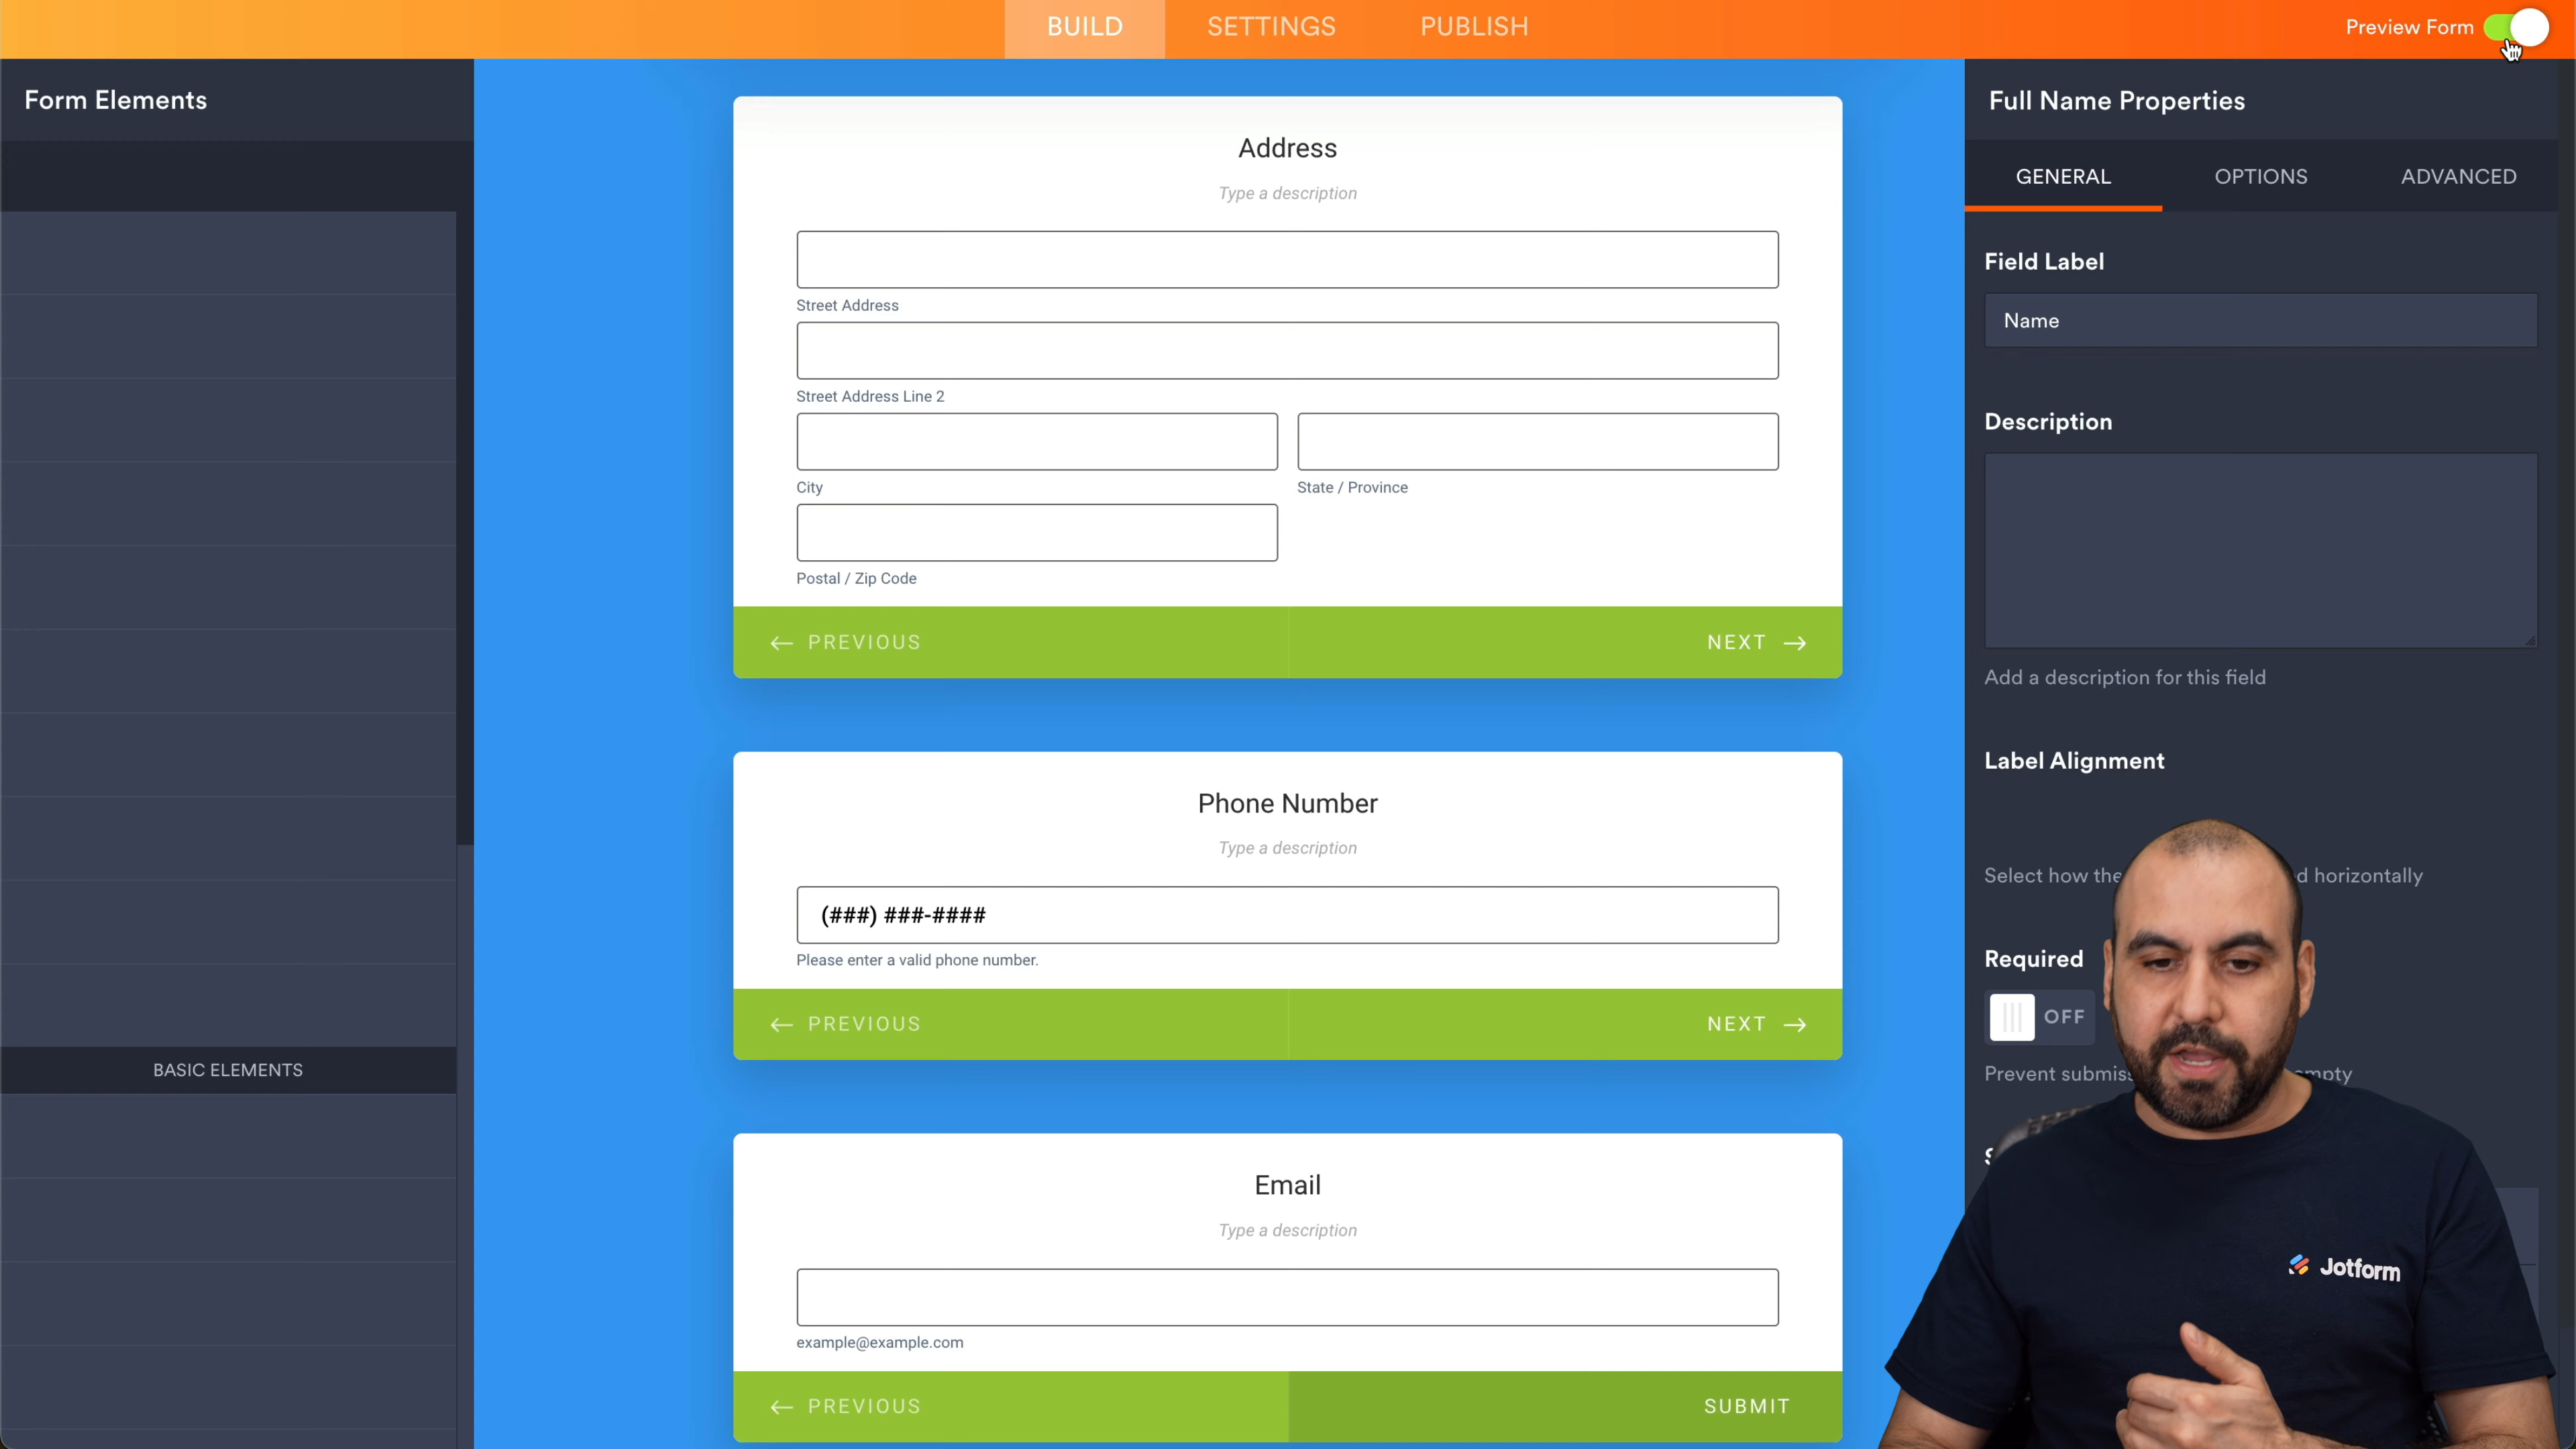 BUILD
SETTINGS
PUBLISH
Preview Form
Form Elements
BASIC ELEMENTS
Address
Type a description
Street Address
Street Address Line 2
City
State / Province
Postal / Zip Code
PREVIOUS
NEXT
Phone Number
Type a description
(###) ###-####
Please enter a valid phone number.
PREVIOUS
NEXT
Email
Type a description
example@example.com
PREVIOUS
SUBMIT
Full Name Properties
GENERAL
OPTIONS
ADVANCED
Field Label
Name
Description
Add a description for this field
Label Alignment
Select how the
horizontally
Required
OFF
Prevent
Jotform